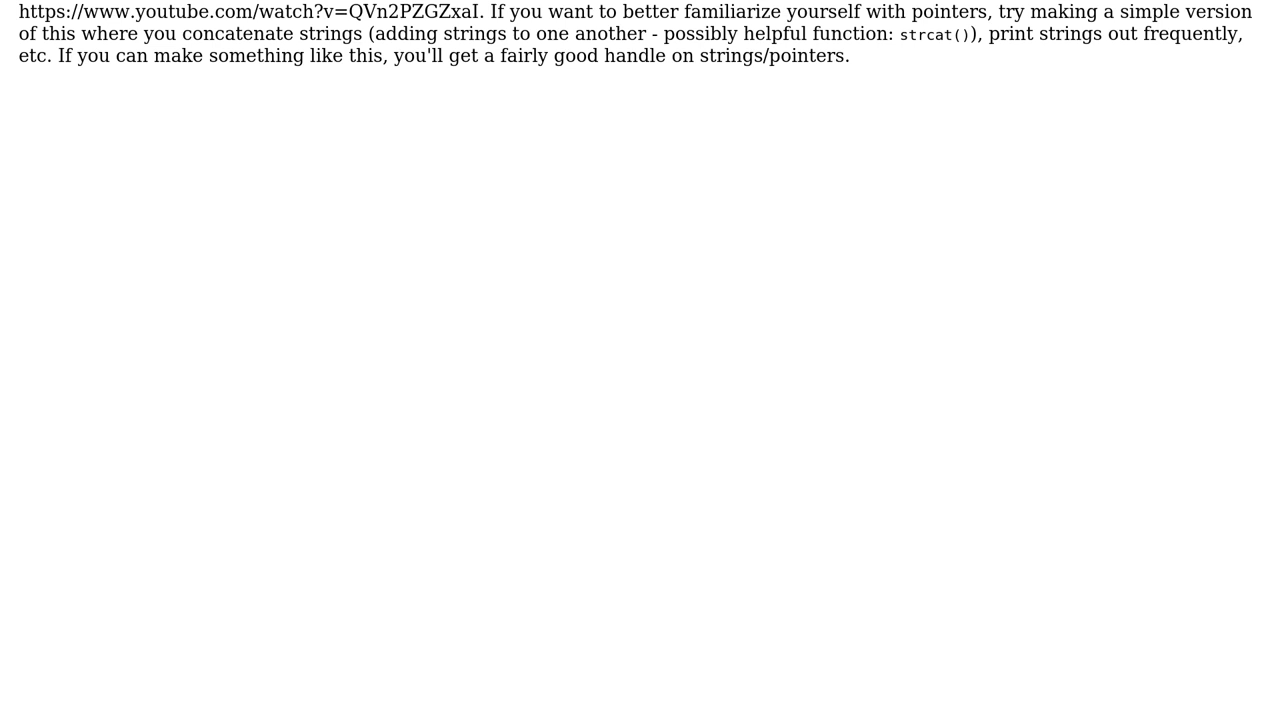 https://www.youtube.com/watch?v=QVn2PZGZxaI. If you want to better familiarize yourself with pointers, try making a simple version
of this where you concatenate strings (adding strings to one another - possibly helpful function: strcat()), print strings out frequently,
etc. If you can make something like this, you'll get a fairly good handle on strings/pointers.